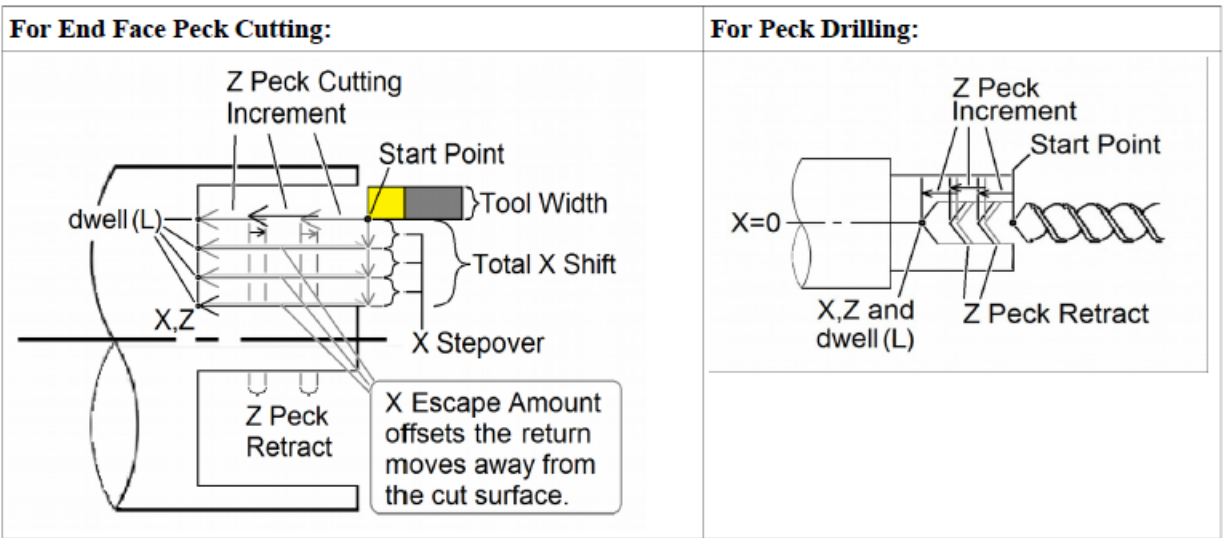 For End Face Peck Cutting:
Z Peck Cutting
Increment
Start Point
Tool Width
dwell (L)
Total X Shift
X,Z
X Stepover
Z Peck
Retract
X Escape Amount
offsets the return
moves away from
the cut surface.
For Peck Drilling:
Z Peck
Increment
Start Point
X=0
X,Z and
dwell (L)
Z Peck Retract